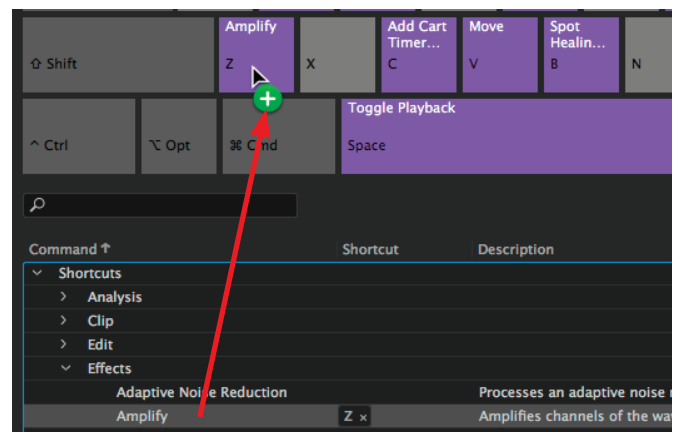 Amplify Add Cart Move Spot
Timer... Healin...
⇧ Shift Z X C V B N
Toggle Playback
^ Ctrl ⌥ Opt ⌘ Cmd Space
Command ↑ Shortcut Description
Shortcuts
Analysis
Clip
Edit
Effects
Adaptive Noise Reduction Processes an adaptive noise
Amplify Z × Amplifies channels of the